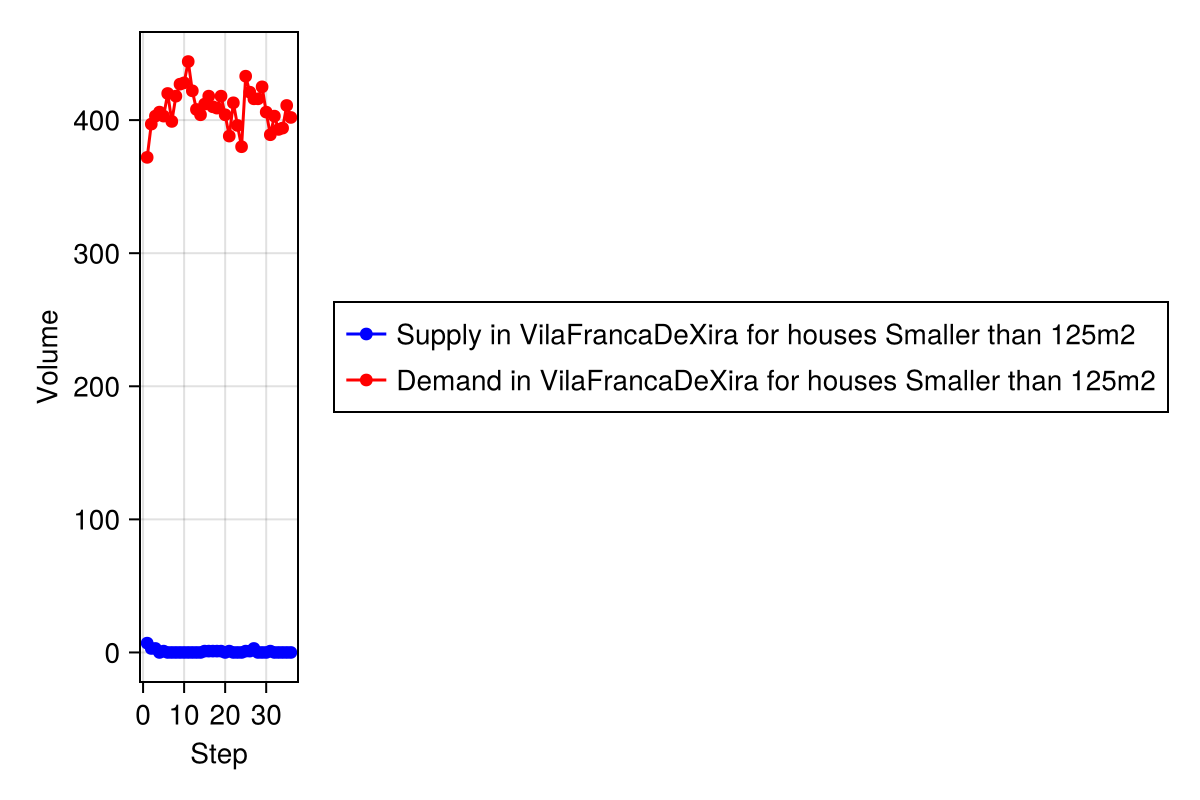 400
300
200
100
0
Volume
0 10 20 30
Step
Supply in VilaFrancaDeXira for houses Smaller than 125m2
Demand in VilaFrancaDeXira for houses Smaller than 125m2